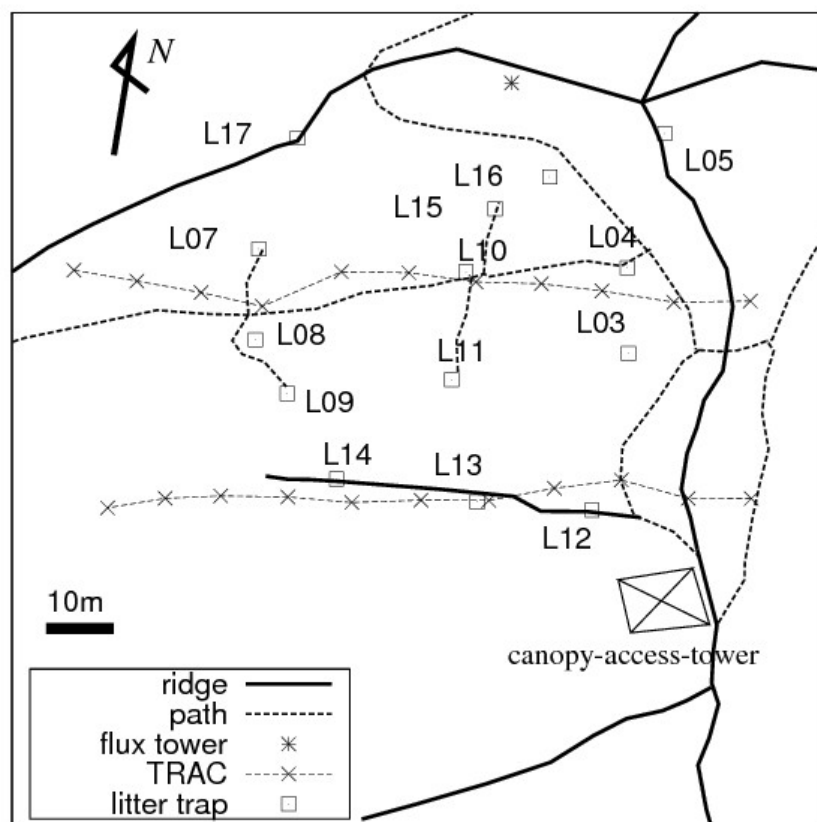 N
L17
L05
L16
L15
L07
L10
L04
L08
L03
L11
L09
L14
L13
L12
10m
canopy-access-tower
ridge
path
flux tower
TRAC
litter trap